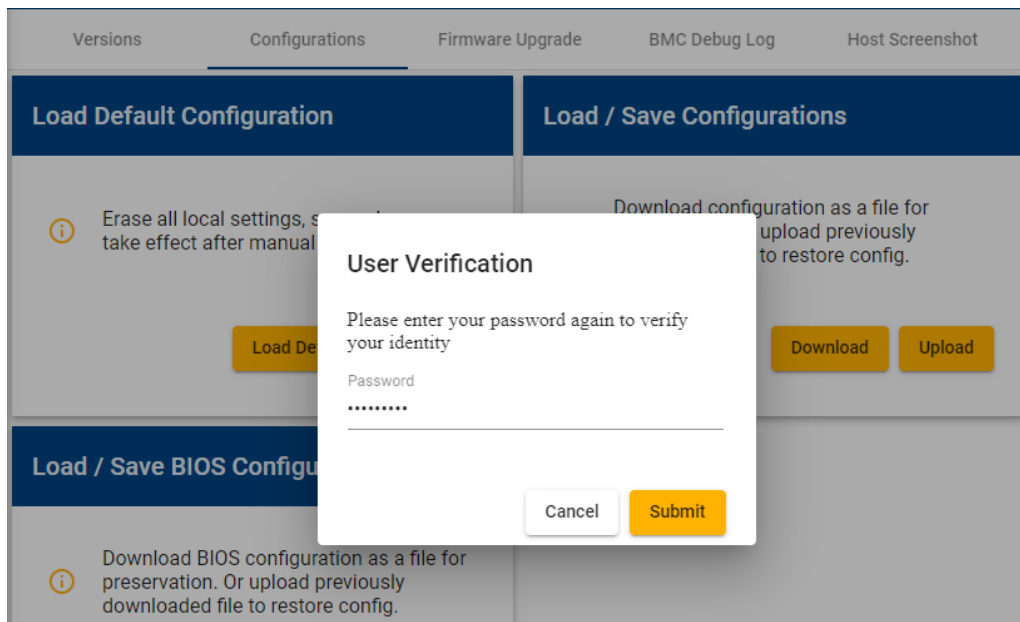 Versions
Configurations
Firmware Upgrade
BMC Debug Log
Host Screenshot
Load Default Configuration
Erase all local settings,
take effect after manual
Load
Load / Save Configurations
Download configuration as a file for
upload previously
to restore config.
Download
Upload
User Verification
Please enter your password again to verify
your identity
Password
•••••••••
Cancel
Submit
Load / Save BIOS
Download BIOS configuration as a file for
preservation. Or upload previously
downloaded file to restore config.